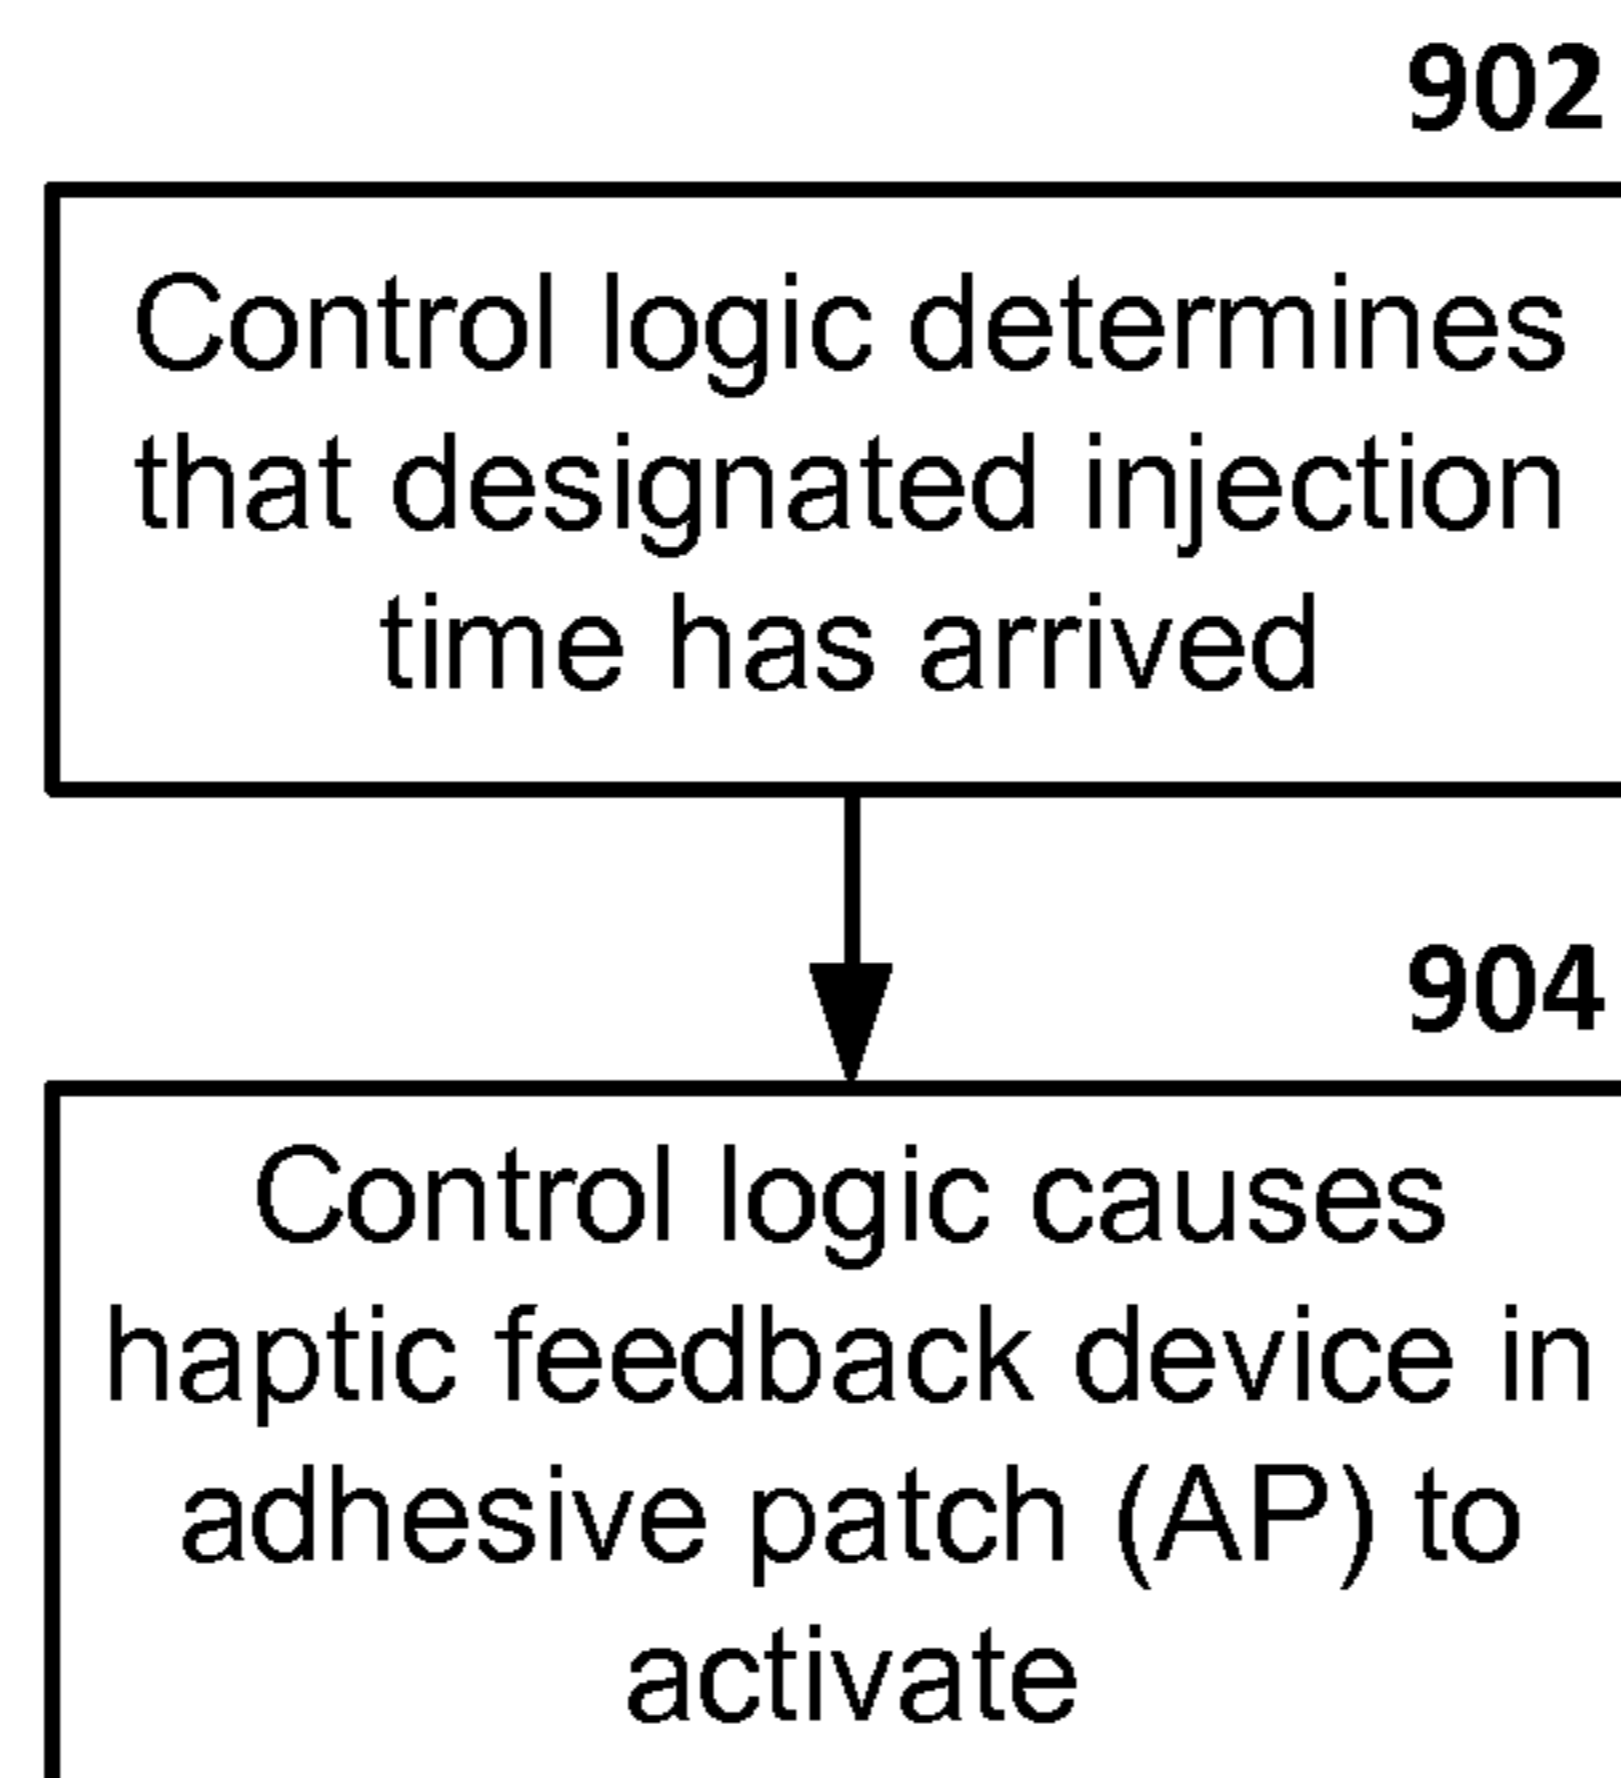 902
Control logic determines
that designated injection
time has arrived
904
Control logic causes
haptic feedback device in
adhesive patch (AP) to
activate